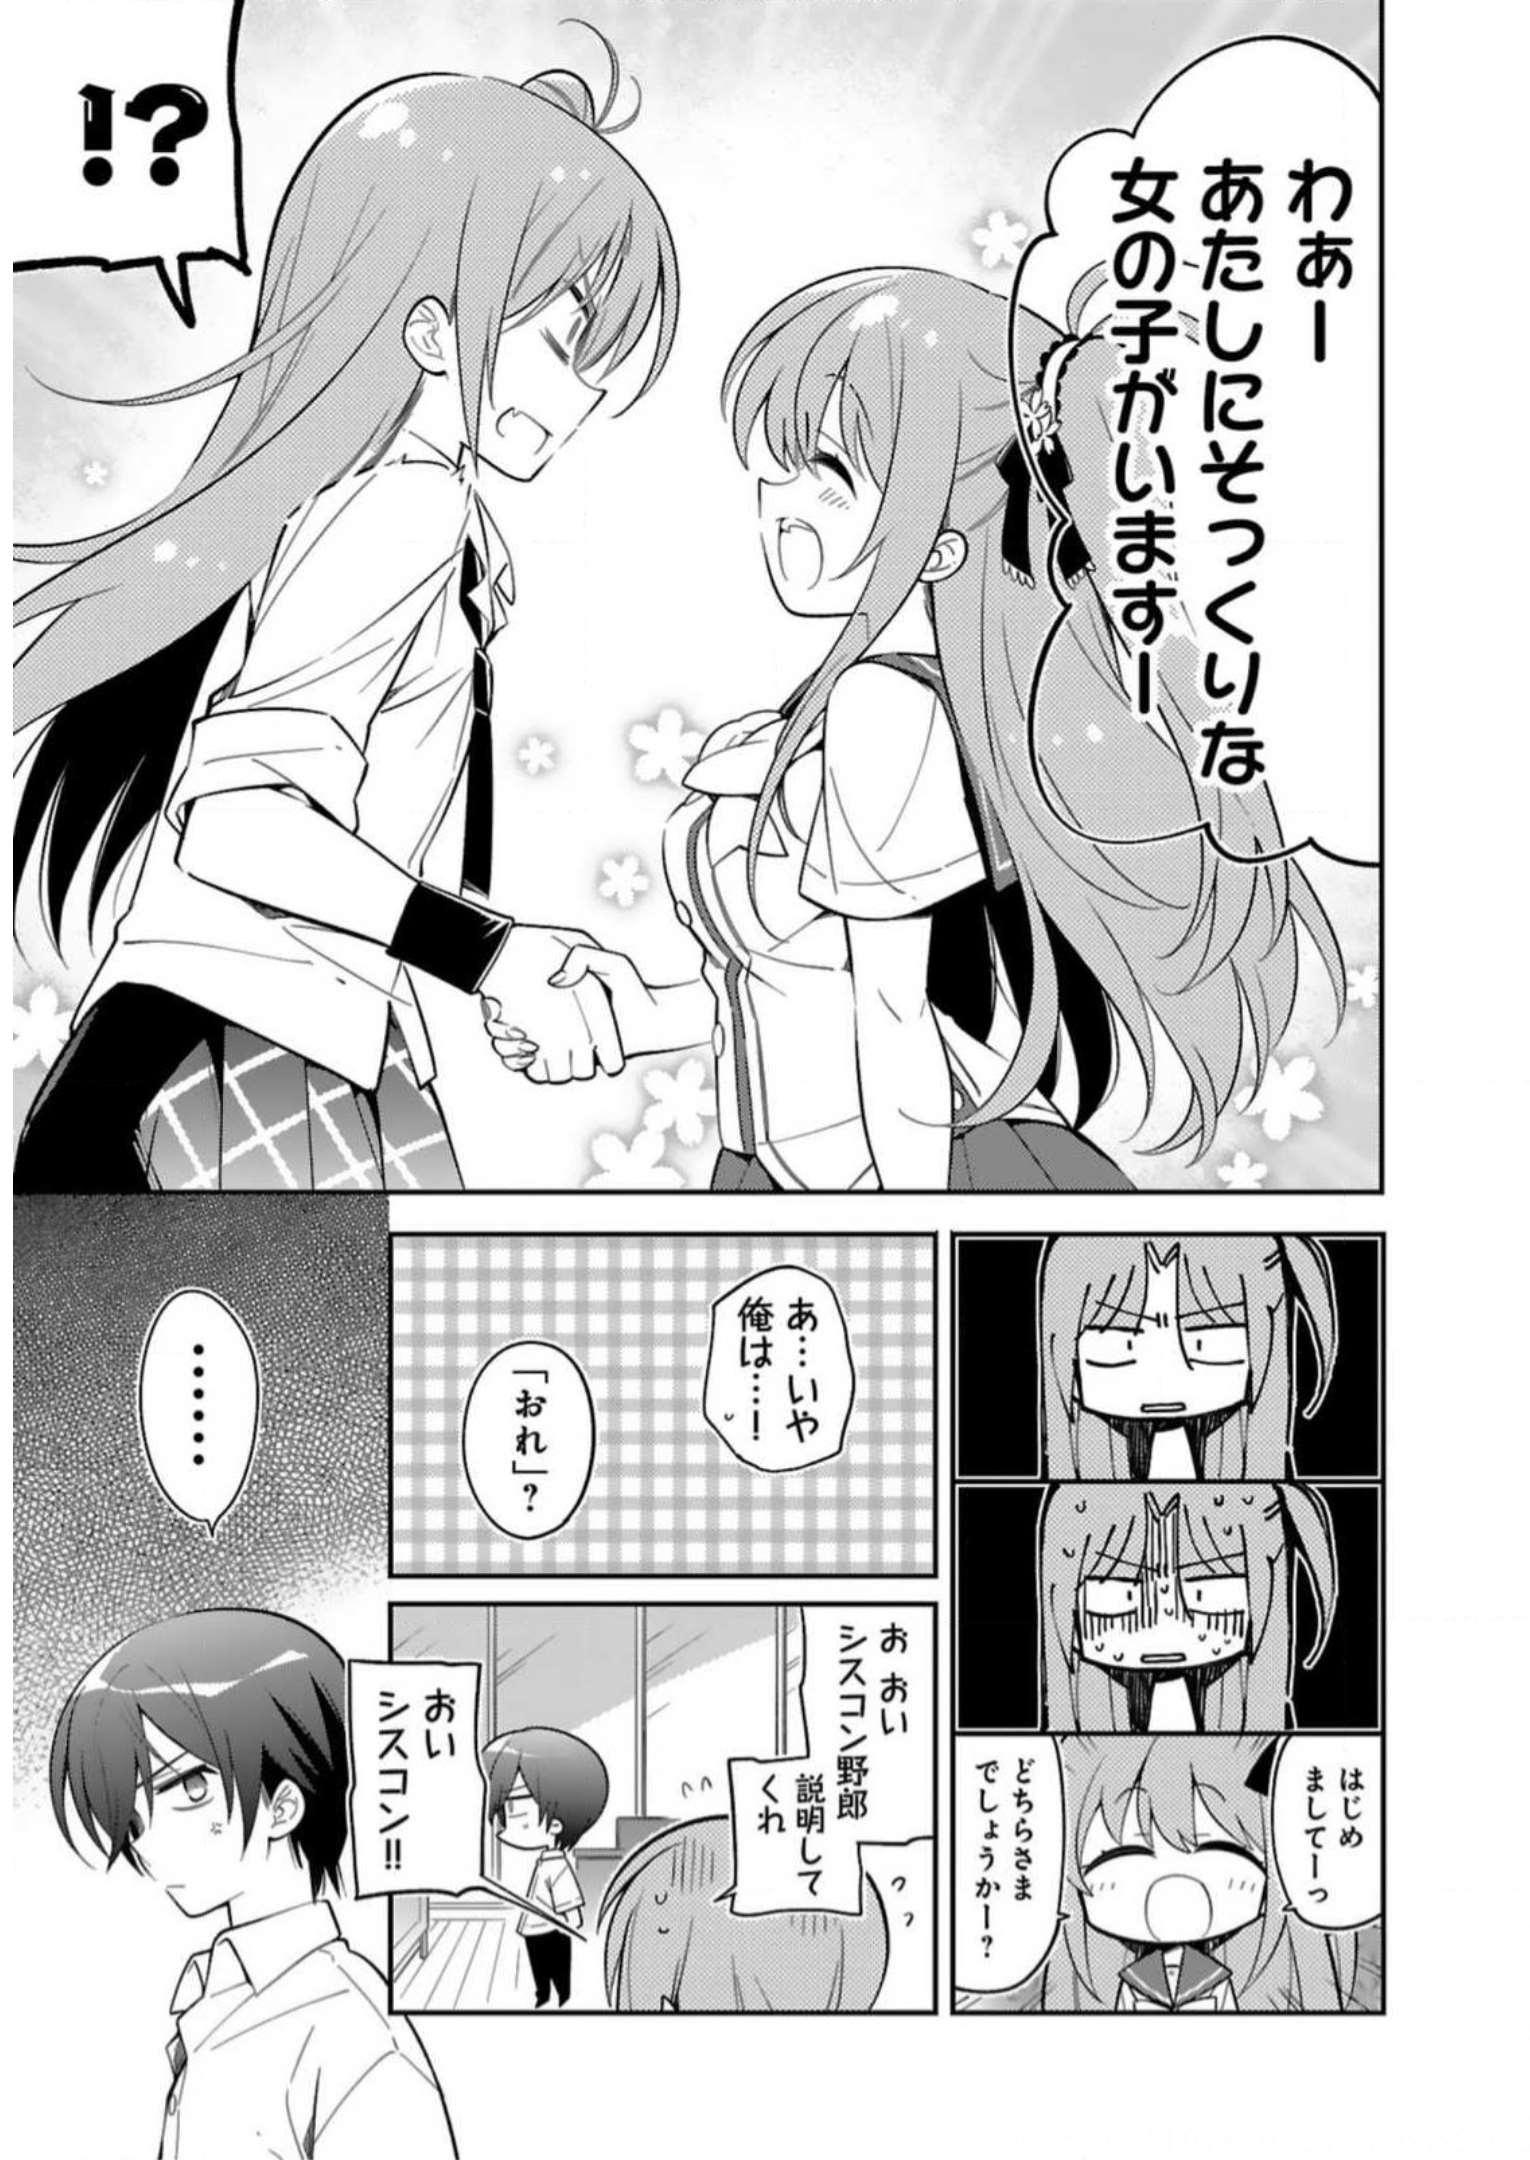 わぁー
あたしにそっくりな
女の子がいますー
!?
はじめ
ましてーっ
どちらさま
でしょうかー?
あ…いや
俺は……!
「おれ」?
お おい
シスコン野郎
説明して
くれ
おい
シスコン!!
……